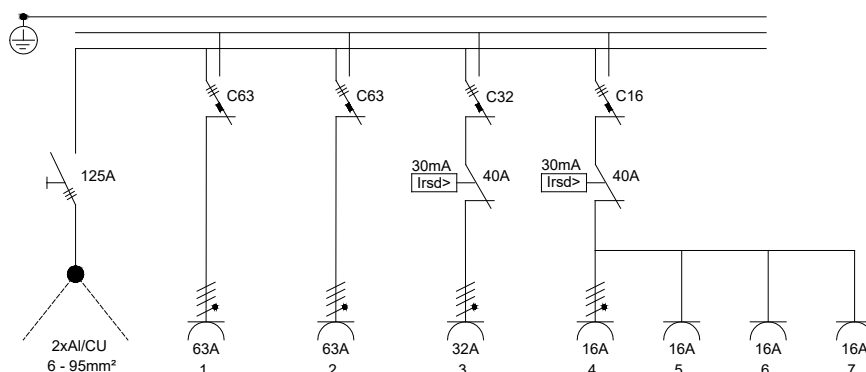 C63
C63
C32
C16
125A
30mA
Irsd>
40A
30mA
Irsd>
40A
2xAl/CU
6 - 95mm²
63A
1
63A
2
32A
3
16A
4
16A
5
16A
6
16A
7